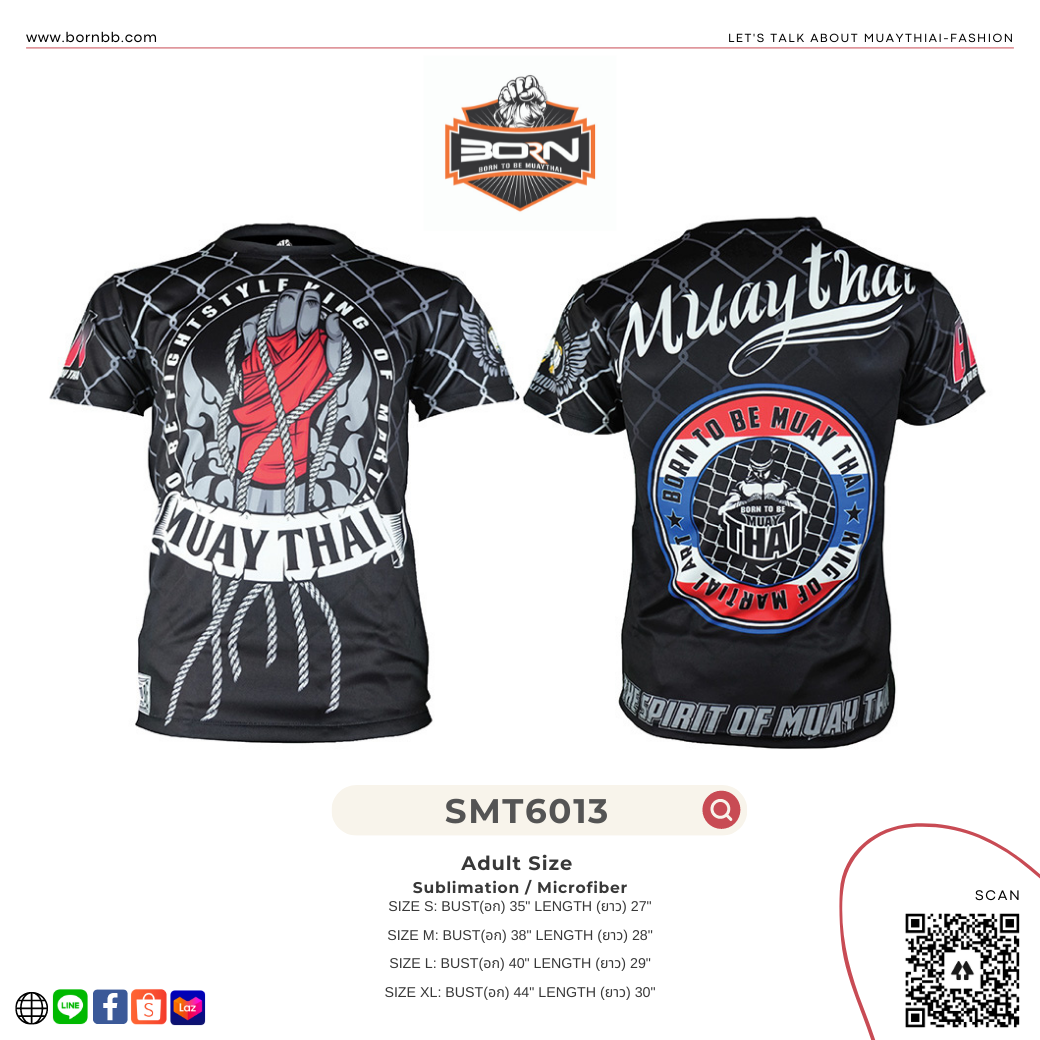 www.bornbb.com
LET'S TALK ABOUT MUAYTHIAI-FASHION
BORN
BORN TO BE MUAYTHAI
O BE FIGHTSTYLE KING OF MARTI
MUAY THAI
Muaythai
BORN TO BE MUAY THAI
KING OF MARTIAL ART
BORN TO BE
MUAY
THAI
THE SPIRIT OF MUAY TH
SMT6013
Adult Size
Sublimation / Microfiber
SIZE S: BUST(อก) 35" LENGTH (ยาว) 27"
SIZE M: BUST(อก) 38" LENGTH (ยาว) 28"
SIZE L: BUST(อก) 40" LENGTH (ยาว) 29"
SIZE XL: BUST(อก) 44" LENGTH (ยาว) 30"
SCAN
LINE
f
S
Laz